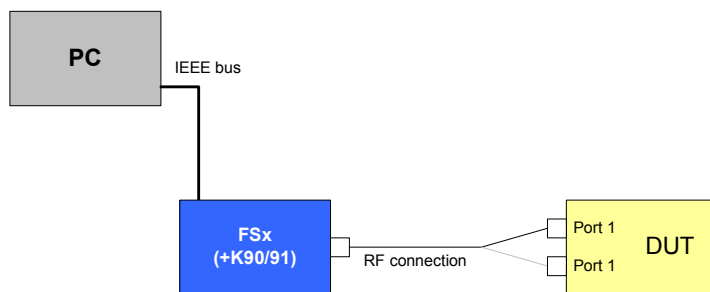 PC
IEEE bus
FSx
(+K90/91)
RF connection
Port 1
Port 1
DUT